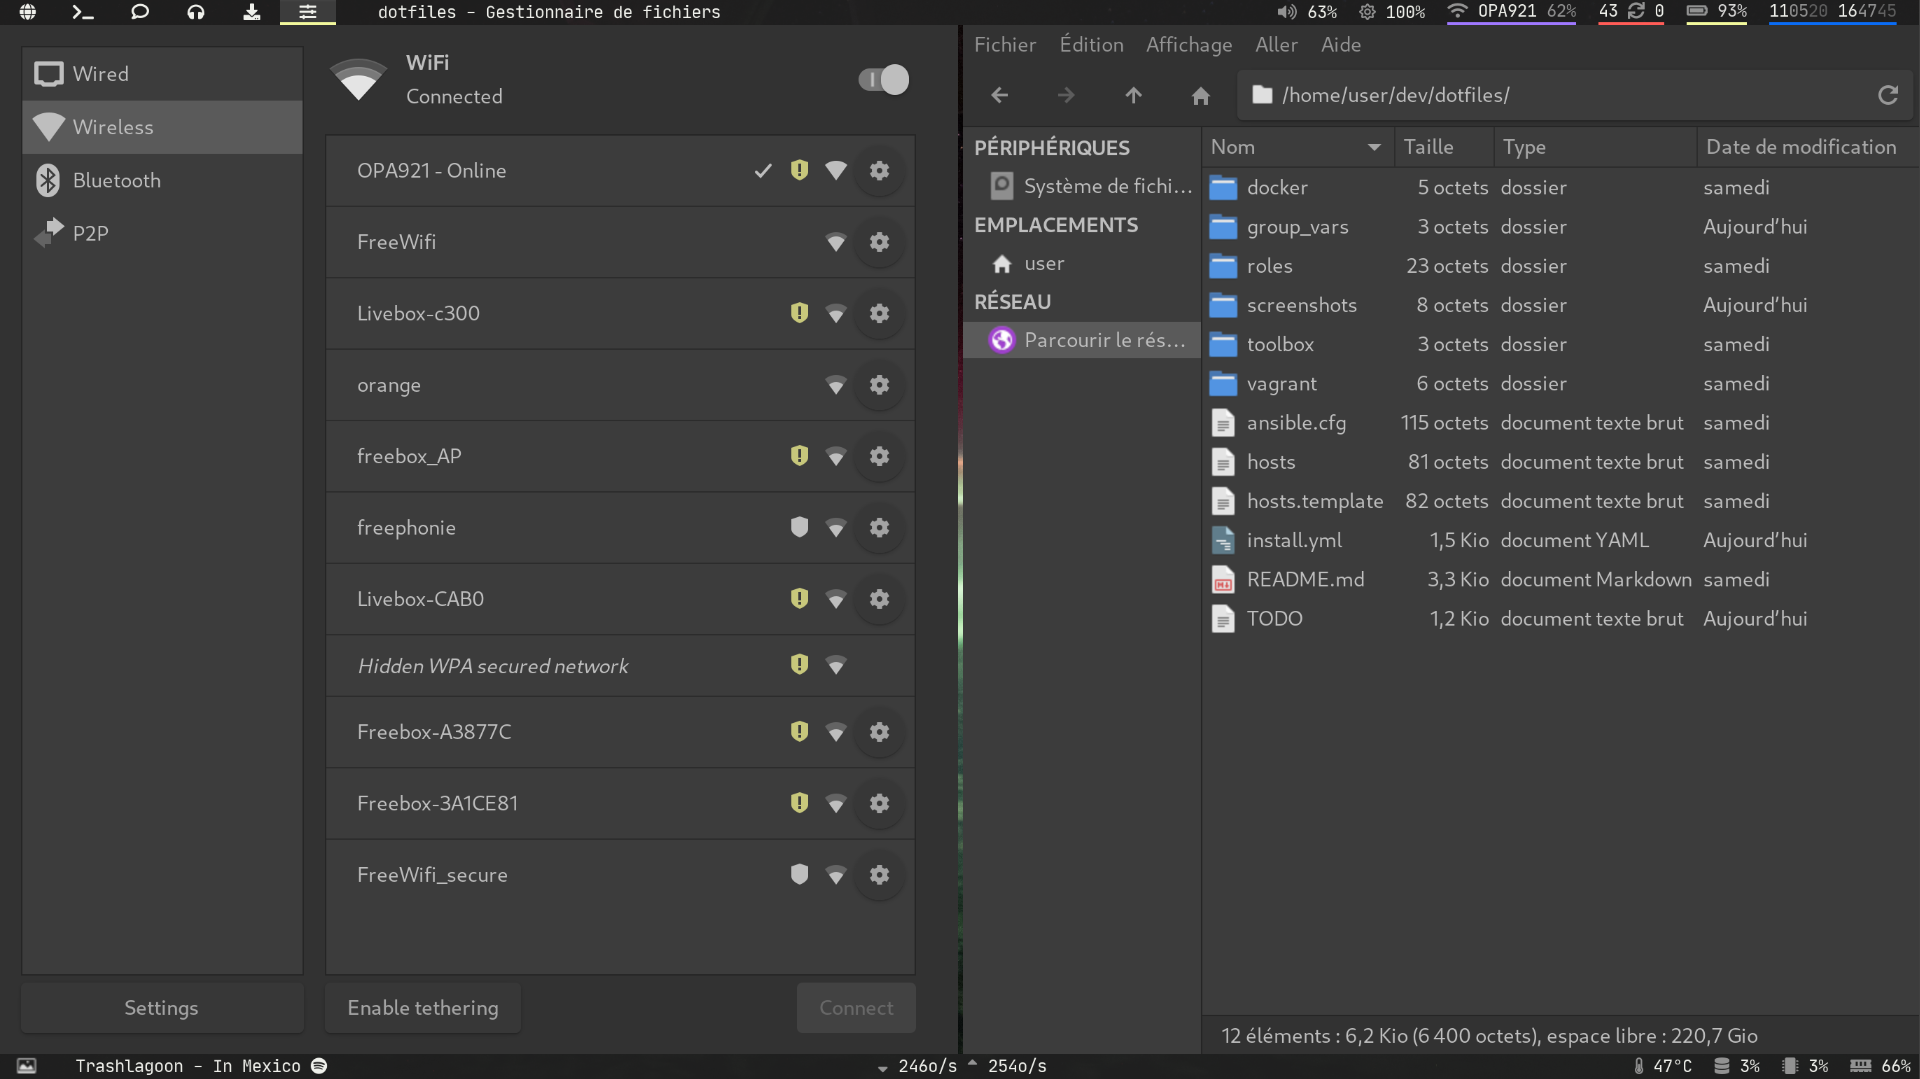 dotfiles - Gestionnaire de fichiers
63%
100%
OPA921 62%
43 0
93%
110520 164745
Wired
Wireless
Bluetooth
P2P
Settings
WiFi
Connected
OPA921 - Online
FreeWifi
Livebox-c300
orange
freebox_AP
freephonie
Livebox-CAB0
Hidden WPA secured network
Freebox-A3877C
Freebox-3A1CE81
FreeWifi_secure
Enable tethering
Connect
Fichier Édition Affichage Aller Aide
/home/user/dev/dotfiles/
PÉRIPHÉRIQUES
Système de fichi...
EMPLACEMENTS
user
RÉSEAU
Parcourir le rés...
Nom Taille Type Date de modification
docker 5 octets dossier samedi
group_vars 3 octets dossier Aujourd'hui
roles 23 octets dossier samedi
screenshots 8 octets dossier Aujourd'hui
toolbox 3 octets dossier samedi
vagrant 6 octets dossier samedi
ansible.cfg 115 octets document texte brut samedi
hosts 81 octets document texte brut samedi
hosts.template 82 octets document texte brut samedi
install.yml 1,5 Kio document YAML Aujourd'hui
README.md 3,3 Kio document Markdown samedi
TODO 1,2 Kio document texte brut Aujourd'hui
12 éléments : 6,2 Kio (6 400 octets), espace libre : 220,7 Gio
Trashlagoon - In Mexico
246o/s 254o/s
47°C
3%
3%
66%